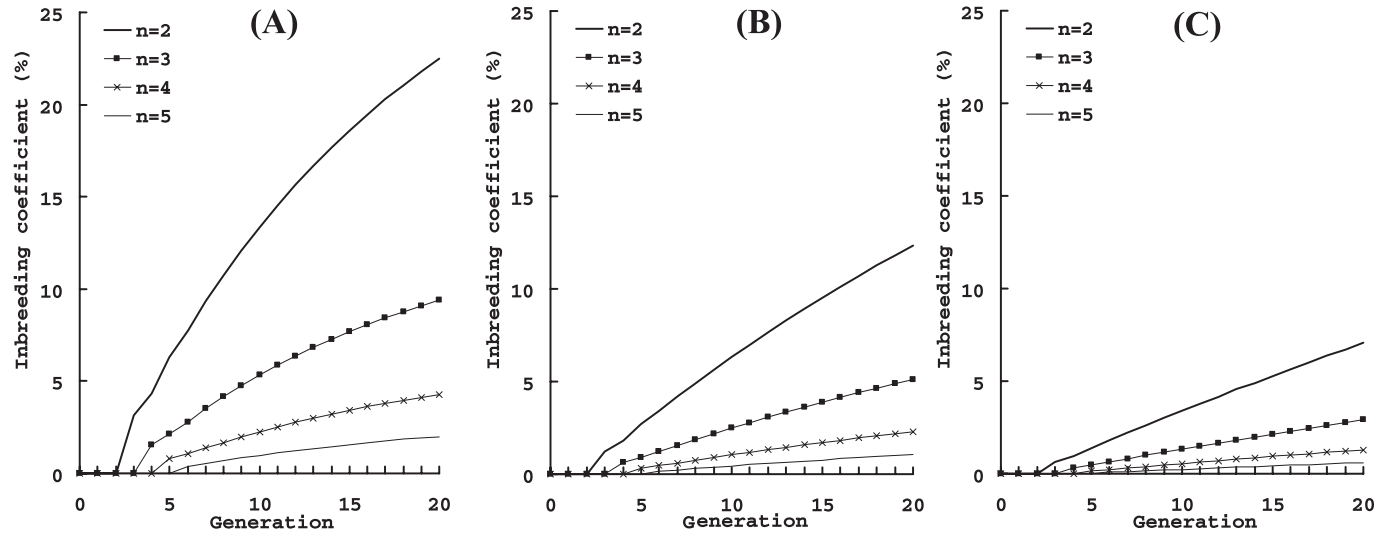 (A)
25
20
15
10
5
0
Inbreeding coefficient (%)
n=2
n=3
n=4
n=5
0 5 10 15 20
Generation
(B)
25
20
15
10
5
0
Inbreeding coefficient (%)
n=2
n=3
n=4
n=5
0 5 10 15 20
Generation
(C)
25
20
15
10
5
0
Inbreeding coefficient (%)
n=2
n=3
n=4
n=5
0 5 10 15 20
Generation